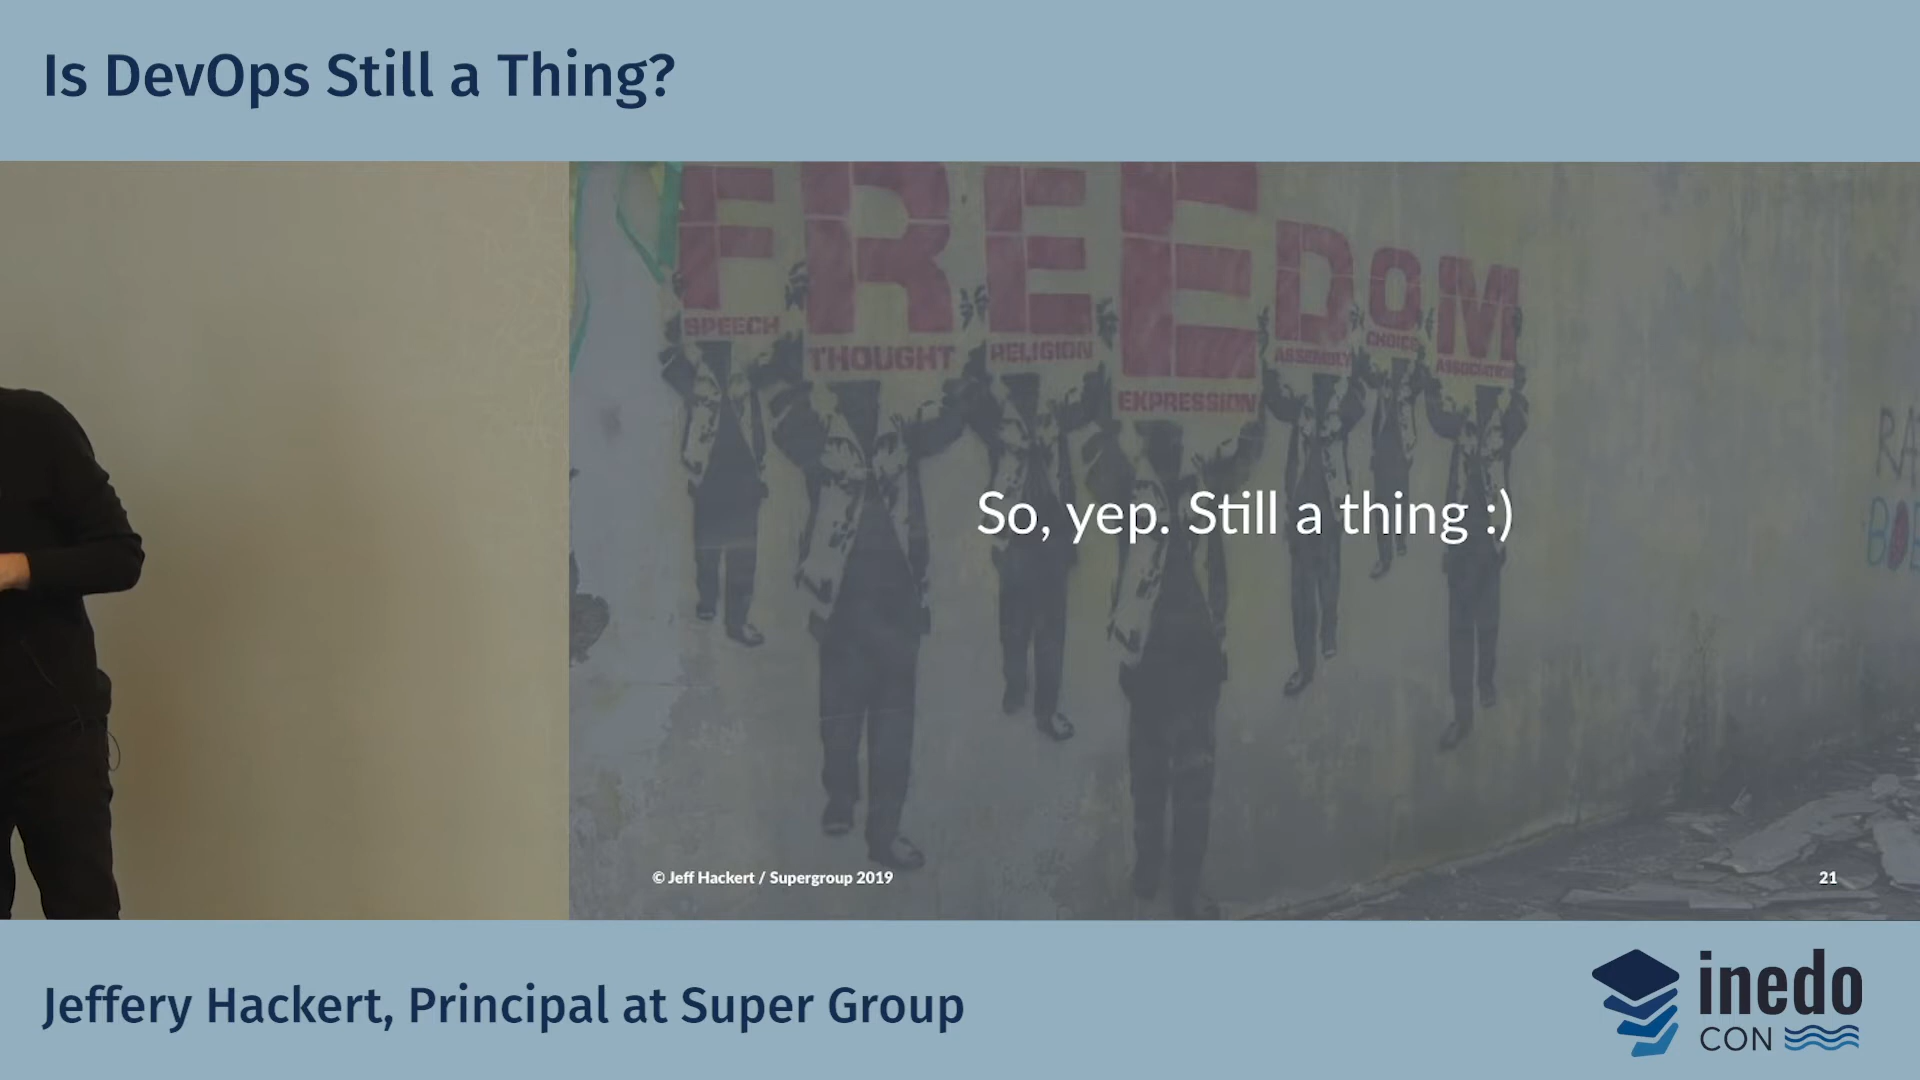 Is DevOps Still a Thing?
FREEDOM
SPEECH
THOUGHT
RELIGION
EXPRESSION
ASSEMBLY
CHOICE
ASSOCIATION
So, yep. Still a thing :)
© Jeff Hackert / Supergroup 2019
21
Jeffery Hackert, Principal at Super Group
inedo
CON